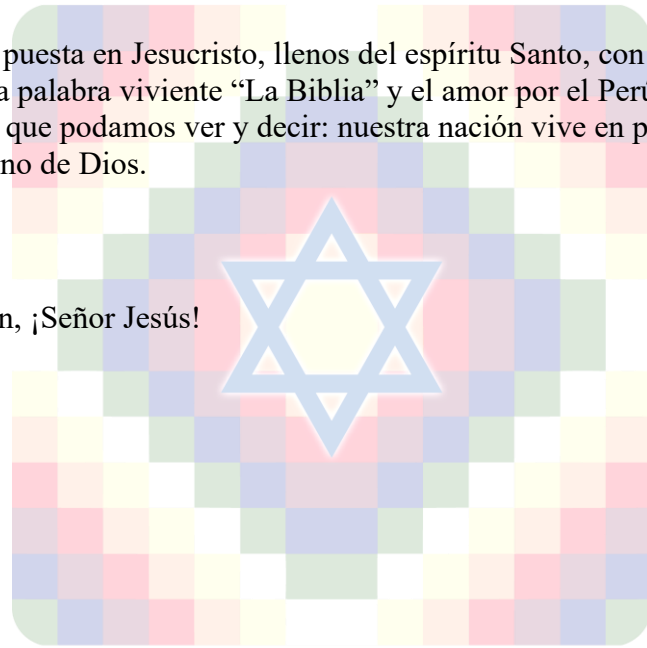 puesta en Jesucristo, llenos del espíritu Santo, con
a palabra viviente “La Biblia” y el amor por el Perú
que podamos ver y decir: nuestra nación vive en p
no de Dios.
n, ¡Señor Jesús!